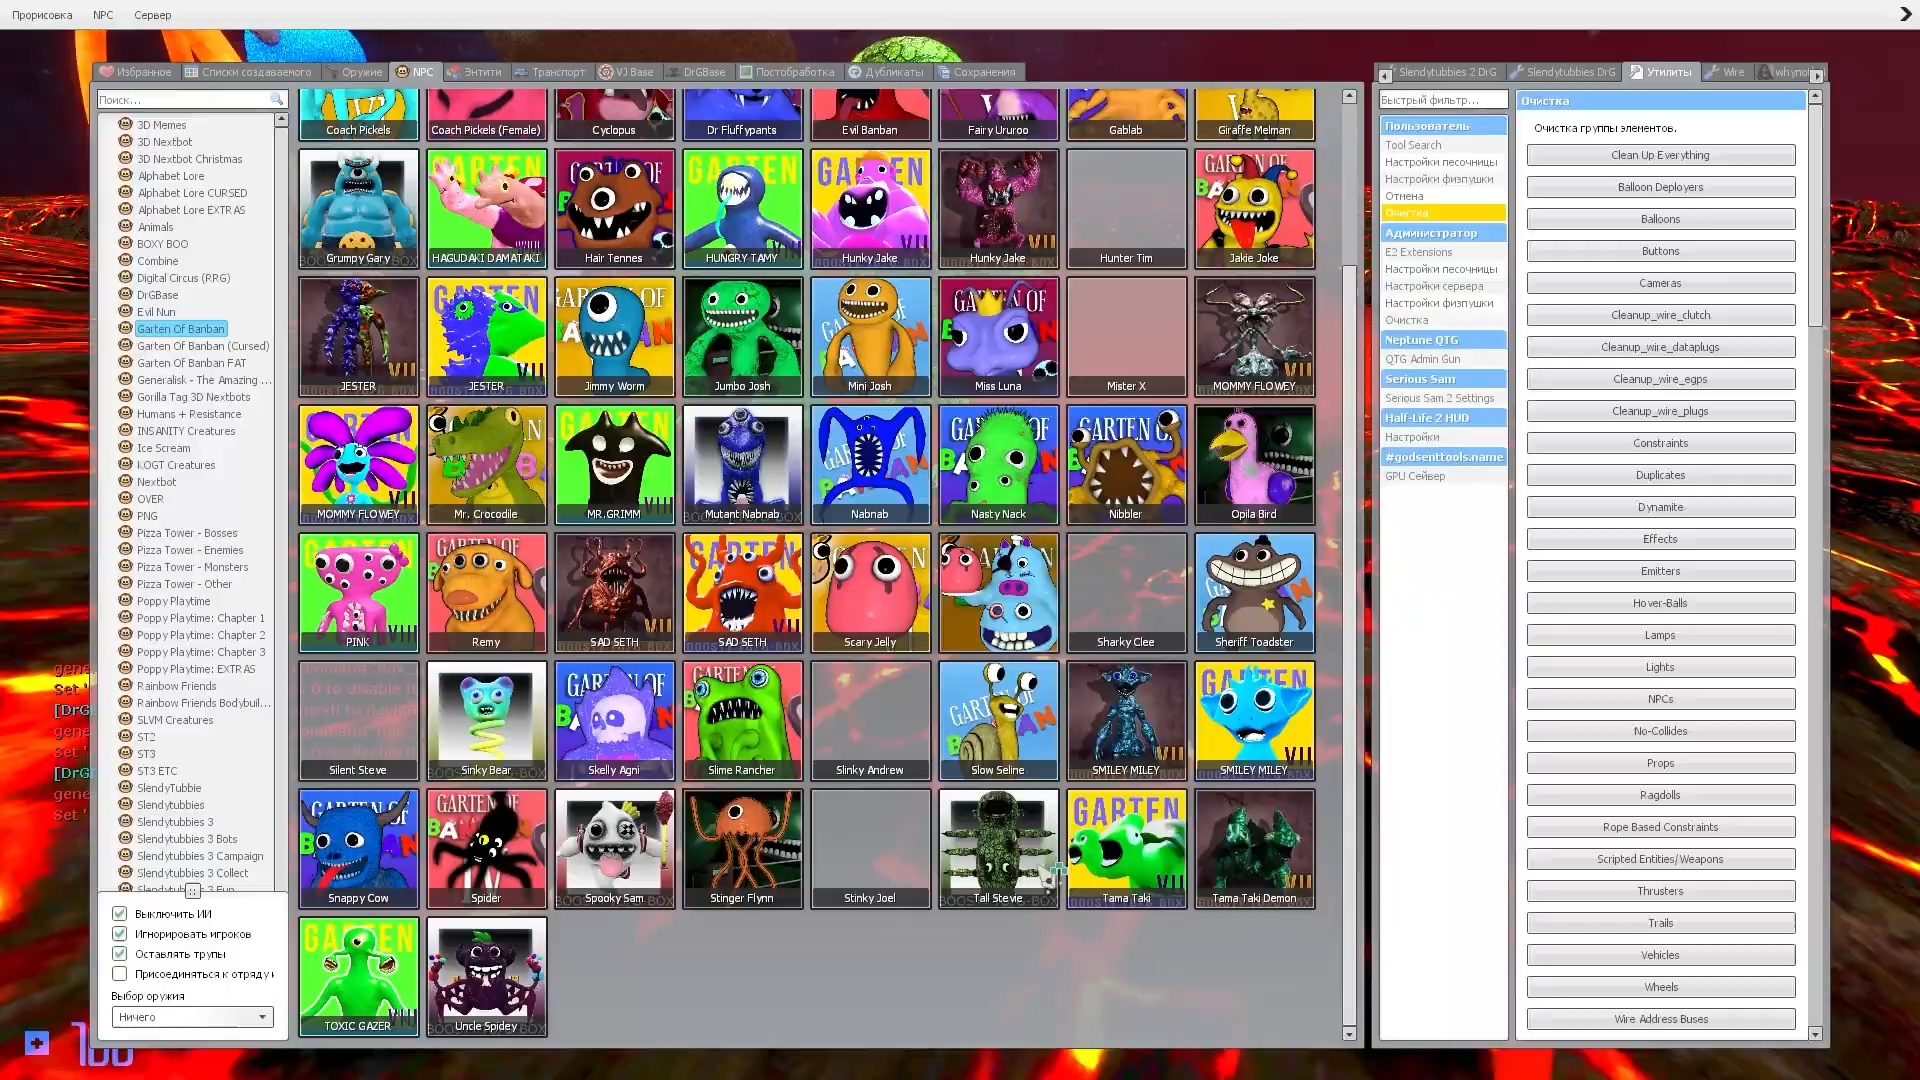 Прорисовка NPC Сервер
Избранное Списки создаваемого Оружие NPC Энтити Транспорт VJ Base DrGBase Постобработка Дубликаты Сохранения
Поиск...
3D Memes
3D Nextbot
3D Nextbot Christmas
Alphabet Lore
Alphabet Lore CURSED
Alphabet Lore EXTRAS
Animals
BOXY BOO
Combine
Digital Circus (RRG)
DrGBase
Evil Nun
Garten Of Banban
Garten Of Banban (Cursed)
Garten Of Banban FAT
Generalisk - The Amazing ...
Gorilla Tag 3D Nextbots
Humans + Resistance
INSANITY Creatures
Ice Scream
KOGT Creatures
Nextbot
OVER
PNG
Pizza Tower - Bosses
Pizza Tower - Enemies
Pizza Tower - Monsters
Pizza Tower - Other
Poppy Playtime
Poppy Playtime: Chapter 1
Poppy Playtime: Chapter 2
Poppy Playtime: Chapter 3
Poppy Playtime: EXTRAS
Rainbow Friends
Rainbow Friends Bodybuil...
SLVM Creatures
ST2
ST3
ST3 ETC
SlendyTubbie
Slendytubbies
Slendytubbies 3
Slendytubbies 3 Bots
Slendytubbies 3 Campaign
Slendytubbies 3 Collect
Выключить ИИ
Игнорировать игроков
Оставлять трупы
Присоединяться к отряду
Выбор оружия
Ничего
Coach Pickels Coach Pickels (Female) Cyclopus Dr Fluffypants Evil Banban Fairy Ururoo Gablab Giraffe Melman
Grumpy Gary HAGUDAKI DAMATAKI Hair Tennes HUNGRY TAMY Hunky Jake Hunky Jake Hunter Tim Jakie Joke
JESTER JESTER Jimmy Worm Jumbo Josh Mini Josh Miss Luna Mister X MOMMY FLOWEY
MOMMY FLOWEY Mr. Crocodile MR.GRIMM Mutant Nabnab Nabnab Nasty Nack Nibbler Opila Bird
PINK Remy SAD SETH SAD SETH Scary Jelly Sharky Clee Sheriff Toadster
Silent Steve Sinky Bear Skelly Agni Slime Rancher Slinky Andrew Slow Seline SMILEY MILEY SMILEY MILEY
Snappy Cow Spider Spooky Sam Stinger Flynn Stinky Joel Tall Stevie Tama Taki Tama Taki Demon
TOXIC GAZER Uncle Spidey
Slendytubbies 2 DrG Slendytubbies DrG Утилиты Wire
Быстрый фильтр...
Пользователь
Tool Search
Настройки песочницы
Настройки физпушки
Отмена
Очистка
Администратор
E2 Extensions
Настройки песочницы
Настройки сервера
Настройки физпушки
Очистка
Neptune QTG
QTG Admin Gun
Serious Sam
Serious Sam 2 Settings
Half-Life 2 HUD
Настройки
#godsenttools.name
GPU Сейвер
Очистка
Очистка группы элементов.
Clean Up Everything
Balloon Deployers
Balloons
Buttons
Cameras
Cleanup_wire_clutch
Cleanup_wire_dataplugs
Cleanup_wire_egps
Cleanup_wire_plugs
Constraints
Duplicates
Dynamite
Effects
Emitters
Hover-Balls
Lamps
Lights
NPCs
No-Collides
Props
Ragdolls
Rope Based Constraints
Scripted Entities/Weapons
Thrusters
Trails
Vehicles
Wheels
Wire Address Buses
100